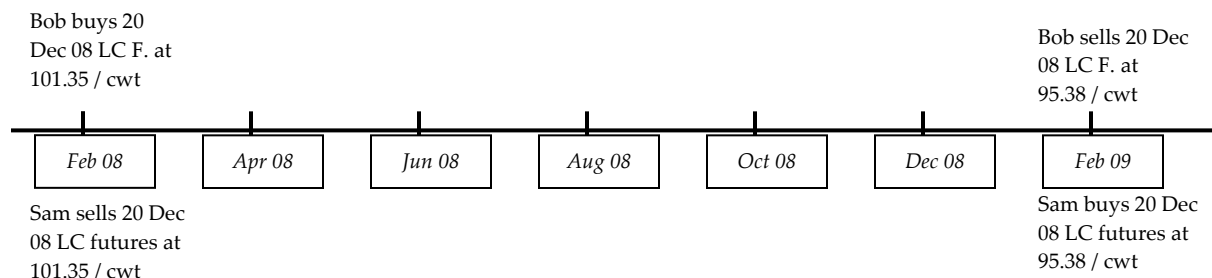 Bob buys 20
Dec 08 LC F. at
101.35 / cwt
Bob sells 20 Dec
08 LC F. at
95.38 / cwt
Feb 08
Apr 08
Jun 08
Aug 08
Oct 08
Dec 08
Feb 09
Sam sells 20 Dec
08 LC futures at
101.35 / cwt
Sam buys 20 Dec
08 LC futures at
95.38 / cwt